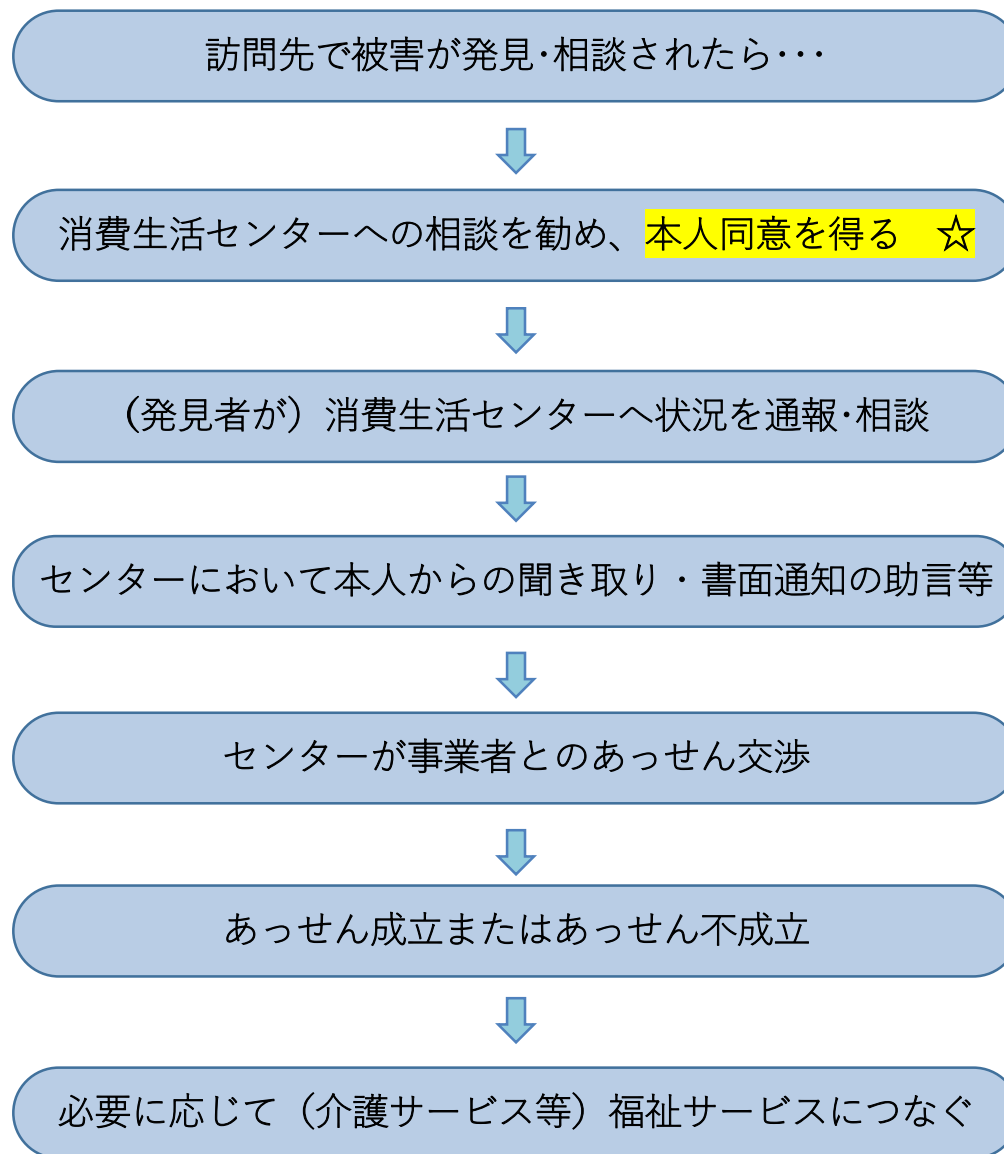 訪問先で被害が発見･相談されたら･･･
消費生活センターへの相談を勧め、本人同意を得る　☆
（発見者が）消費生活センターへ状況を通報･相談
センターにおいて本人からの聞き取り・書面通知の助言等
センターが事業者とのあっせん交渉
あっせん成立またはあっせん不成立
必要に応じて（介護サービス等）福祉サービスにつなぐ